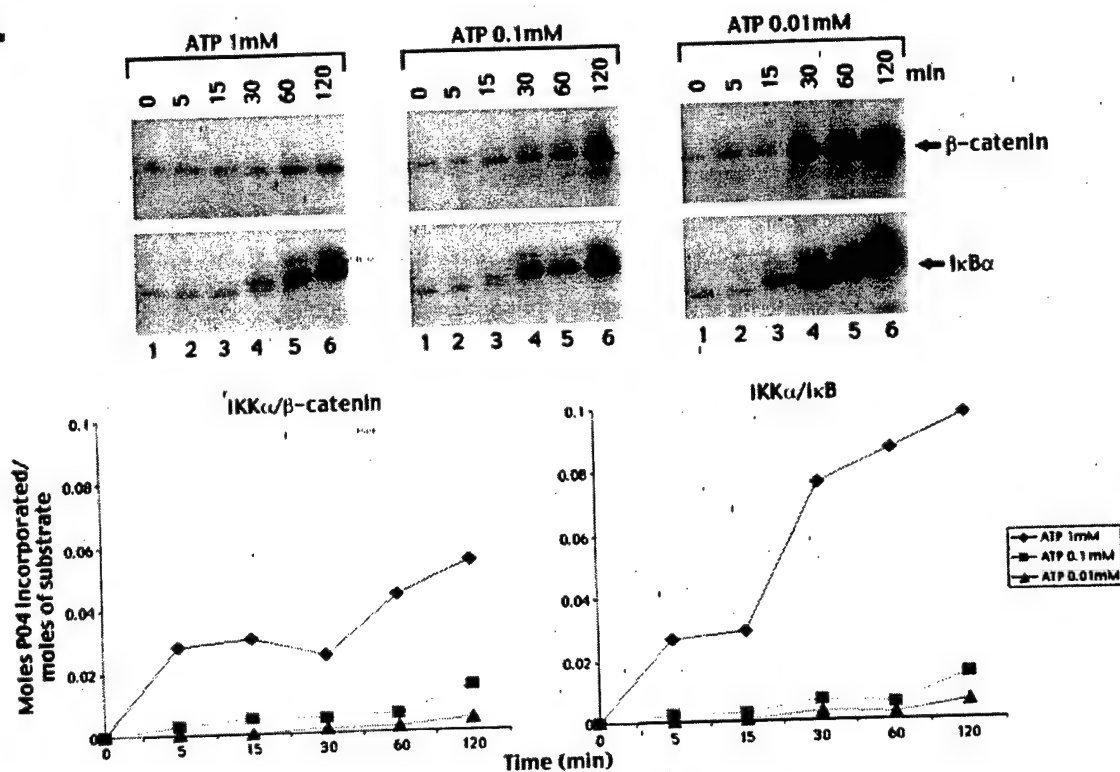 ATP 1mM
ATP 0.1mM
ATP 0.01mM
0 5 15 30 60 120
0 5 15 30 60 120
0 5 15 30 60 120 min
β-catenin
IκBα
1 2 3 4 5 6
1 2 3 4 5 6
1 2 3 4 5 6
IKKα/β-catenin
IKKα/IκB
Moles P04 Incorporated/
moles of substrate
0.1
0.08
0.06
0.04
0.02
0
0 5 15 30 60 120
0.1
0.08
0.06
0.04
0.02
0
0 5 15 30 60 120
Time (min)
ATP 1mM
ATP 0.1mM
ATP 0.01mM